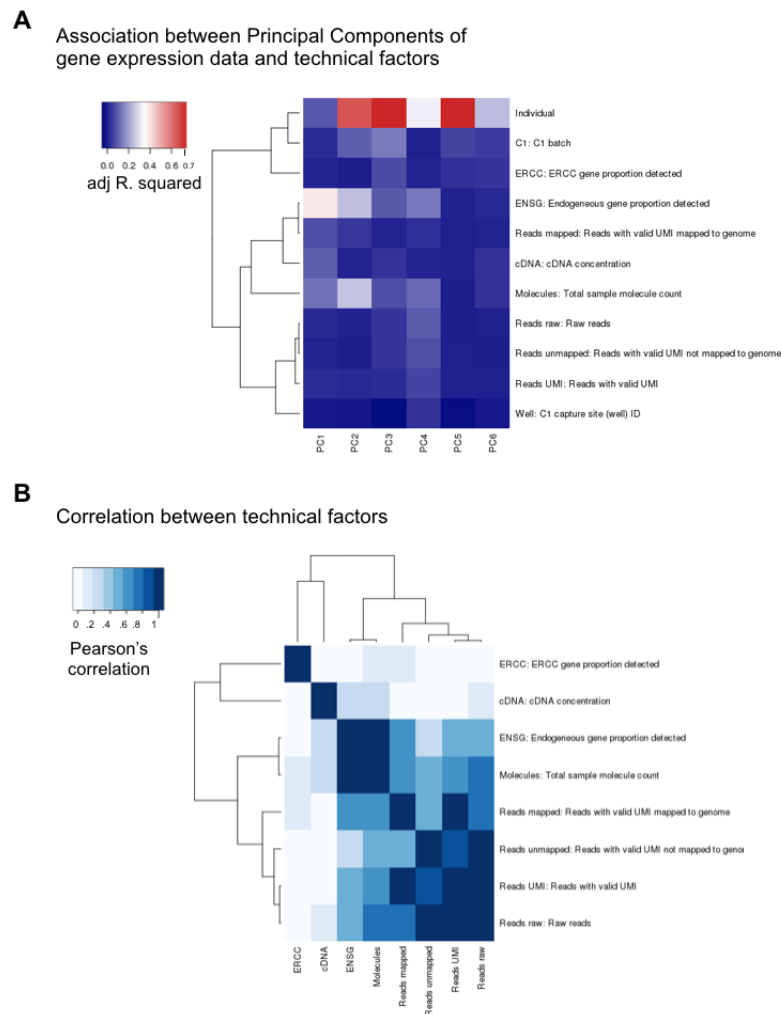 A
Association between Principal Components of
gene expression data and technical factors
0.0 0.2 0.4 0.6 0.7
adj R. squared
Individual
C1: C1 batch
ERCC: ERCC gene proportion detected
ENSG: Endogeneous gene proportion detected
Reads mapped: Reads with valid UMI mapped to genome
cDNA: cDNA concentration
Molecules: Total sample molecule count
Reads raw: Raw reads
Reads unmapped: Reads with valid UMI not mapped to genome
Reads UMI: Reads with valid UMI
Well: C1 capture site (well) ID
PC1 PC2 PC3 PC4 PC5 PC6
B
Correlation between technical factors
0 .2 .4 .6 .8 1
Pearson's
correlation
ERCC: ERCC gene proportion detected
cDNA: cDNA concentration
ENSG: Endogeneous gene proportion detected
Molecules: Total sample molecule count
Reads mapped: Reads with valid UMI mapped to genome
Reads unmapped: Reads with valid UMI not mapped to geno
Reads UMI: Reads with valid UMI
Reads raw: Raw reads
ERCC cDNA ENSG Molecules Reads mapped Reads unmapped Reads UMI Reads raw